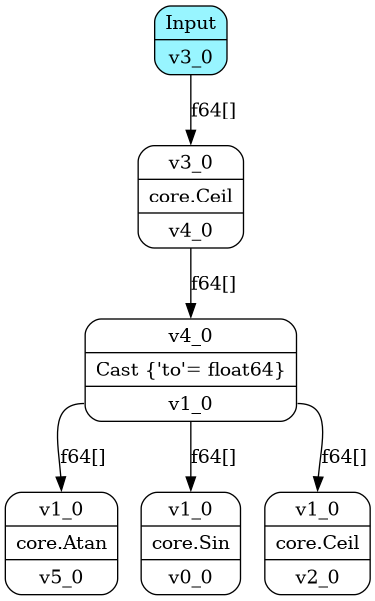 Input
v3_0
f64[]
v3_0
core.Ceil
v4_0
f64[]
v4_0
Cast {'to'= float64}
v1_0
f64[]
f64[]
f64[]
v1_0
core.Atan
v5_0
v1_0
core.Sin
v0_0
v1_0
core.Ceil
v2_0